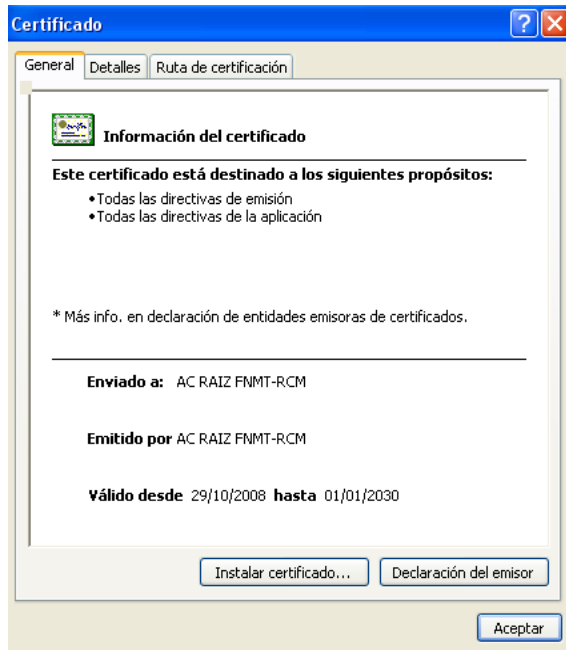 Certificado
General Detalles Ruta de certificación
Información del certificado
Este certificado está destinado a los siguientes propósitos:
•Todas las directivas de emisión
•Todas las directivas de la aplicación
* Más info. en declaración de entidades emisoras de certificados.
Enviado a: AC RAIZ FNMT-RCM
Emitido por AC RAIZ FNMT-RCM
Válido desde 29/10/2008 hasta 01/01/2030
Instalar certificado... Declaración del emisor
Aceptar